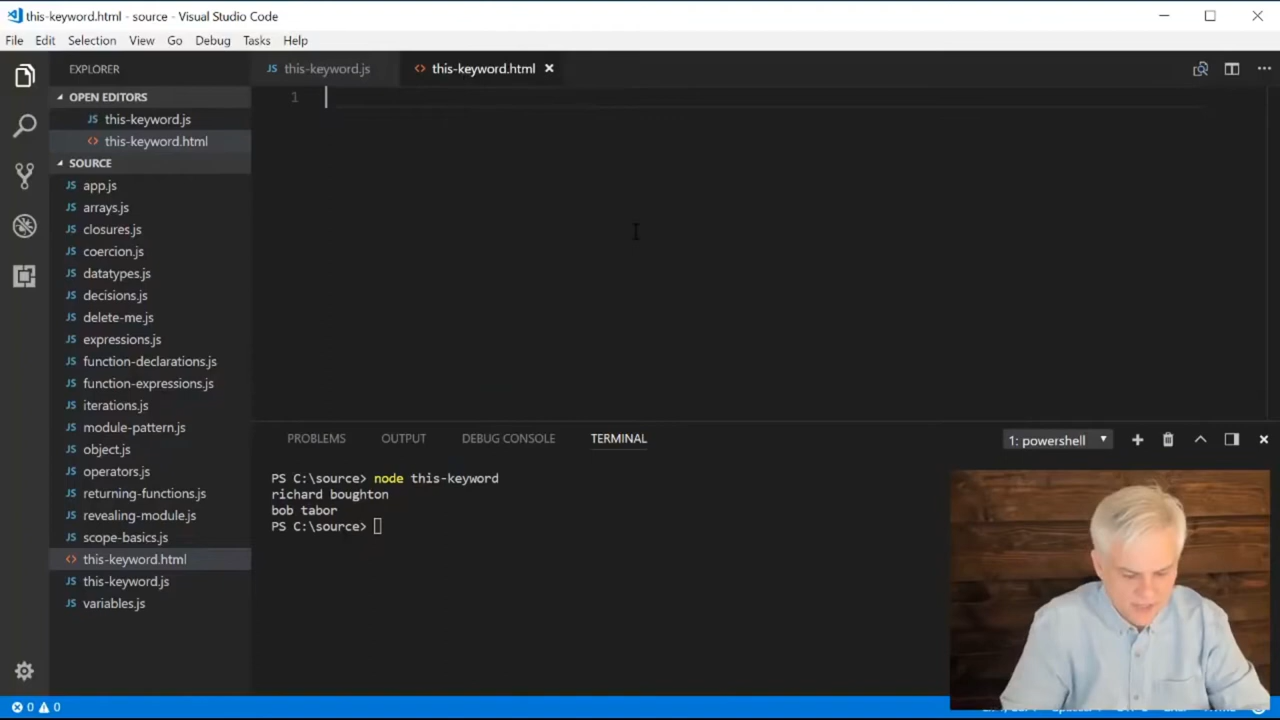 this-keyword.html - source - Visual Studio Code
File Edit Selection View Go Debug Tasks Help
EXPLORER
JS this-keyword.js <> this-keyword.html
OPEN EDITORS
JS this-keyword.js
<> this-keyword.html
SOURCE
JS app.js
JS arrays.js
JS closures.js
JS coercion.js
JS datatypes.js
JS decisions.js
JS delete-me.js
JS expressions.js
JS function-declarations.js
JS function-expressions.js
JS iterations.js
JS module-pattern.js
JS object.js
JS operators.js
JS returning-functions.js
JS revealing-module.js
JS scope-basics.js
<> this-keyword.html
JS this-keyword.js
JS variables.js
1
PROBLEMS OUTPUT DEBUG CONSOLE TERMINAL
1: powershell
PS C:\source> node this-keyword
richard boughton
bob tabor
PS C:\source>
0 0